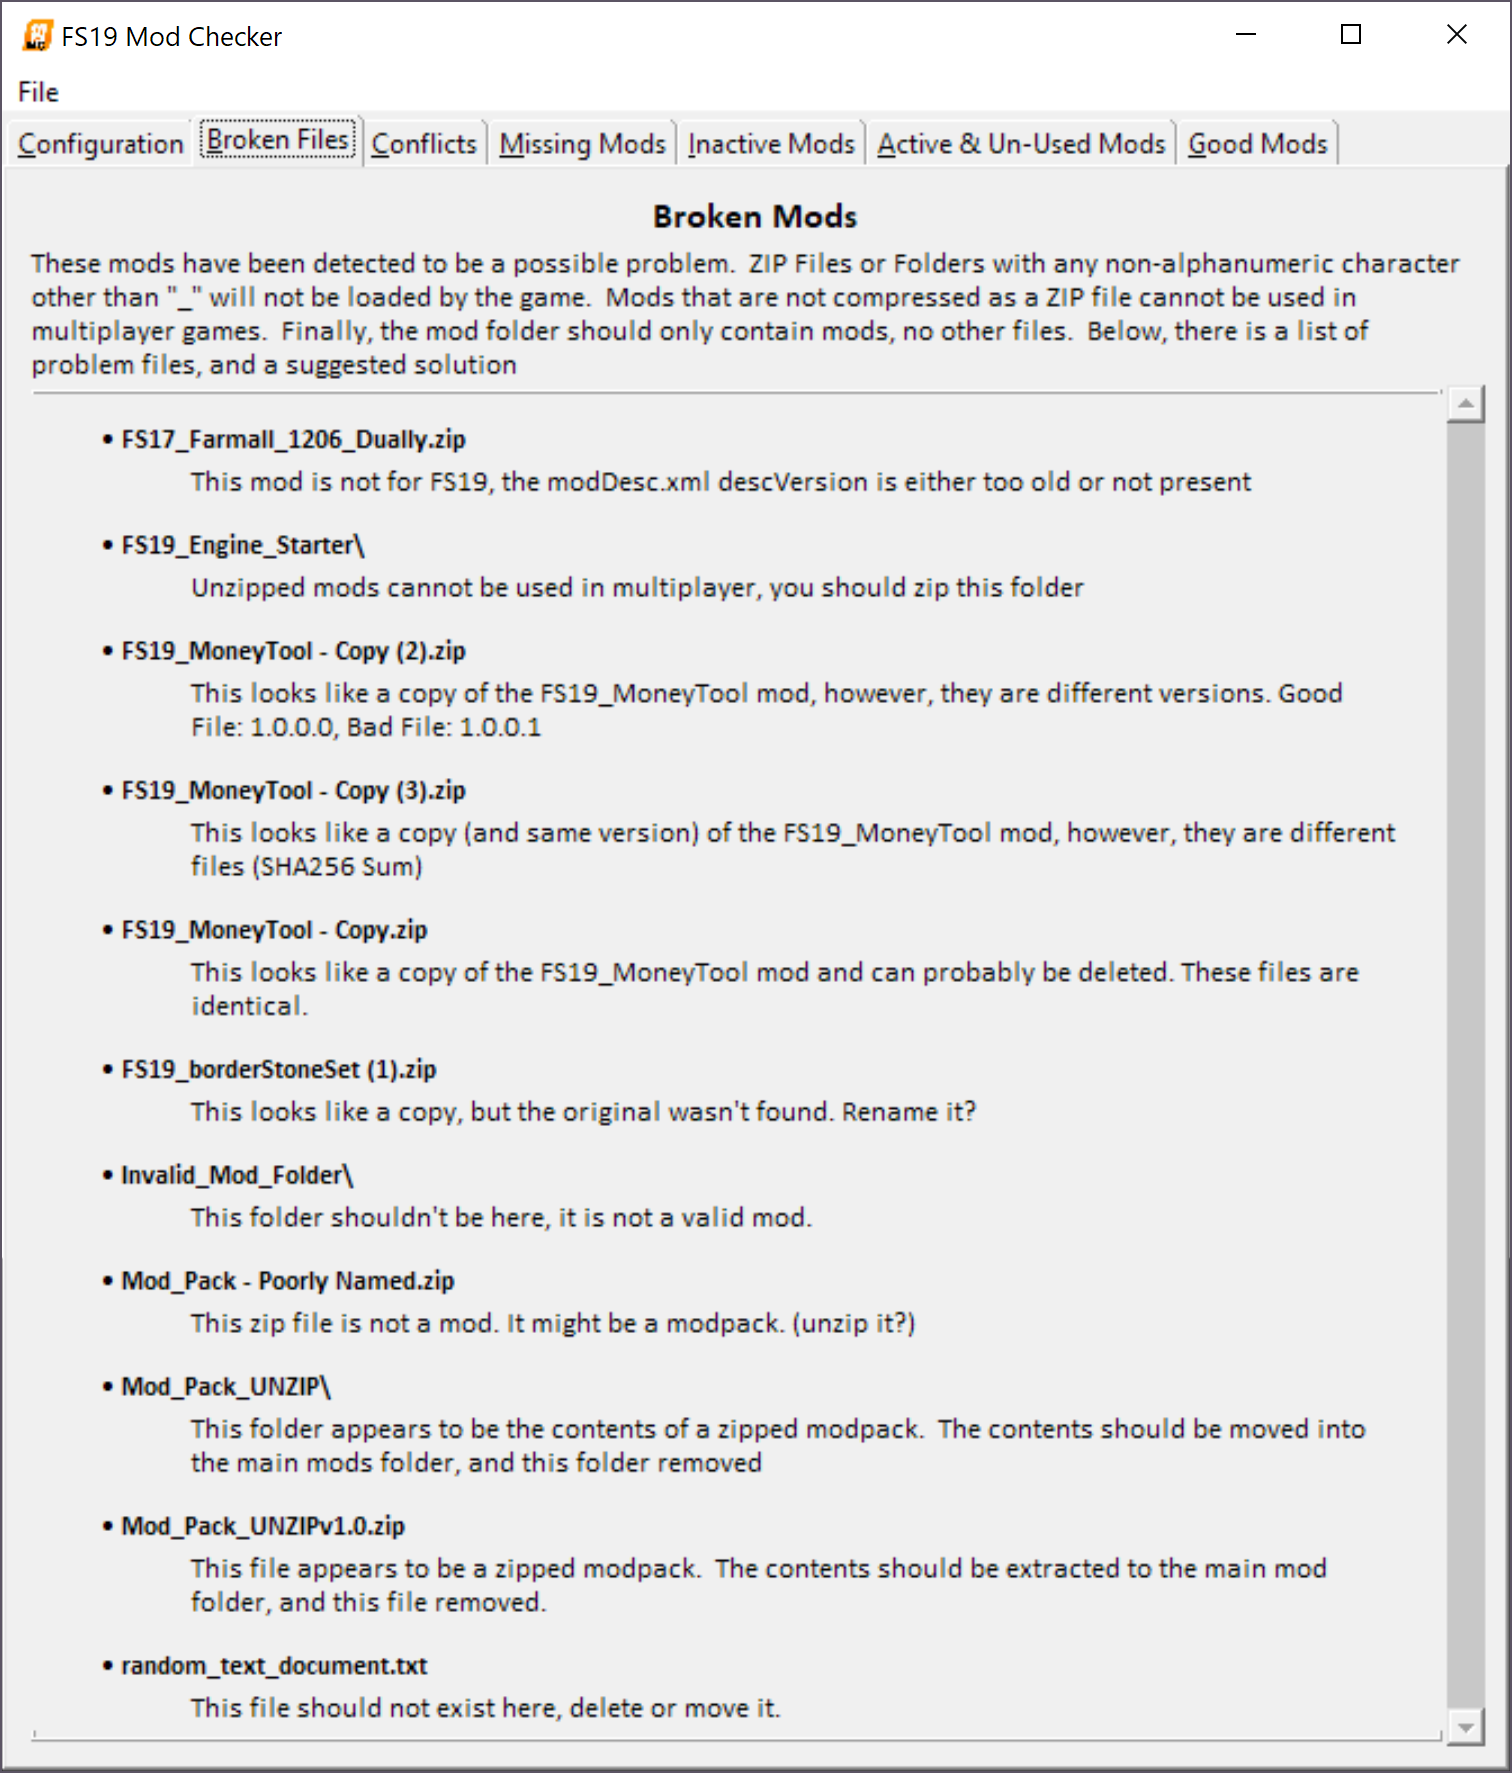 FS19 Mod Checker
File
Configuration
Broken Files
Conflicts
Missing Mods
Inactive Mods
Active & Un-Used Mods
Good Mods
Broken Mods
These mods have been detected to be a possible problem.  ZIP Files or Folders with any non-alphanumeric character
other than "_" will not be loaded by the game.  Mods that are not compressed as a ZIP file cannot be used in
multiplayer games.  Finally, the mod folder should only contain mods, no other files.  Below, there is a list of
problem files, and a suggested solution
• FS17_Farmall_1206_Dually.zip
This mod is not for FS19, the modDesc.xml descVersion is either too old or not present
• FS19_Engine_Starter\
Unzipped mods cannot be used in multiplayer, you should zip this folder
• FS19_MoneyTool - Copy (2).zip
This looks like a copy of the FS19_MoneyTool mod, however, they are different versions. Good
File: 1.0.0.0, Bad File: 1.0.0.1
• FS19_MoneyTool - Copy (3).zip
This looks like a copy (and same version) of the FS19_MoneyTool mod, however, they are different
files (SHA256 Sum)
• FS19_MoneyTool - Copy.zip
This looks like a copy of the FS19_MoneyTool mod and can probably be deleted. These files are
identical.
• FS19_borderStoneSet (1).zip
This looks like a copy, but the original wasn't found. Rename it?
• Invalid_Mod_Folder\
This folder shouldn't be here, it is not a valid mod.
• Mod_Pack - Poorly Named.zip
This zip file is not a mod. It might be a modpack. (unzip it?)
• Mod_Pack_UNZIP\
This folder appears to be the contents of a zipped modpack.  The contents should be moved into
the main mods folder, and this folder removed
• Mod_Pack_UNZIPv1.0.zip
This file appears to be a zipped modpack.  The contents should be extracted to the main mod
folder, and this file removed.
• random_text_document.txt
This file should not exist here, delete or move it.